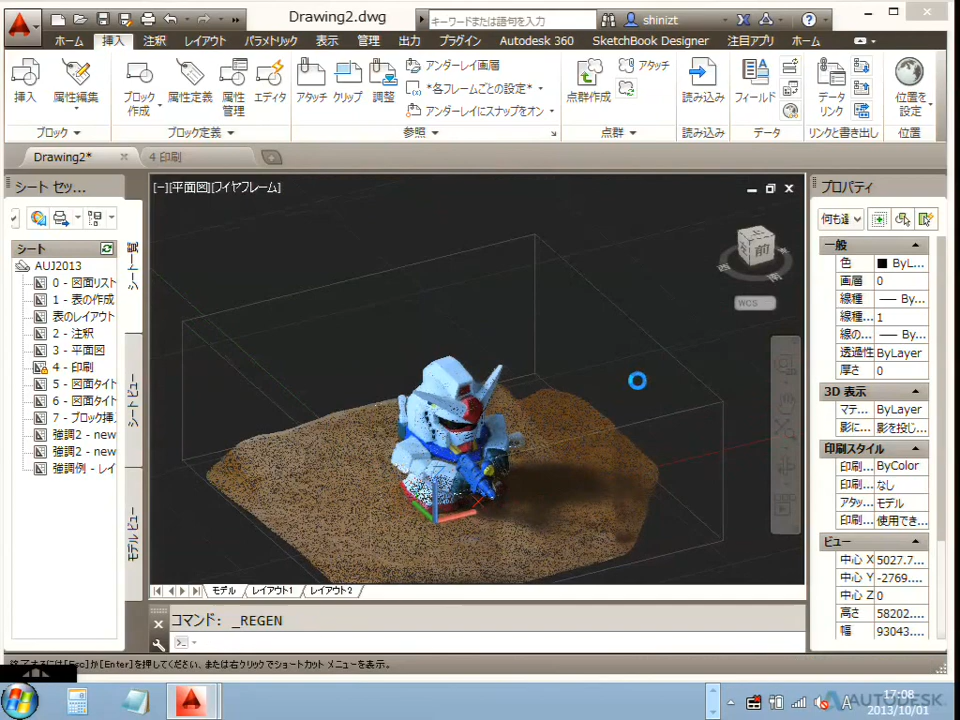 Drawing2.dwg
キーワードまたは語句を入力
shinizt
ホーム 挿入 注釈 レイアウト パラメトリック 表示 管理 出力 プラグイン Autodesk 360 SketchBook Designer 注目アプリ ホーム
挿入
属性編集
ブロック
作成
属性定義
属性
管理
エディタ
アタッチ
クリップ
調整
アンダーレイ画層
*各フレームごとの設定*
アンダーレイにスナップをオン
点群作成
アタッチ
読み込み
フィールド
データ
リンク
位置を
設定
ブロック
ブロック定義
参照
点群
読み込み
データ
リンクと書き出し
位置
Drawing2*
4 印刷
シート セッ...
シート
AUJ2013
0 - 図面リスト
1 - 表の作成
表のレイアウト
2 - 注釈
3 - 平面図
4 - 印刷
5 - 図面タイト
6 - 図面タイト
7 - ブロック挿
強調2 - new
強調2 - new
強調例 - レイ
シート一覧
シート ビュー
モデル ビュー
[−][平面図][ワイヤフレーム]
前
WCS
モデル レイアウト1 レイアウト2
コマンド: _REGEN
終了するには[Esc]か[Enter]を押してください、または右クリックでショートカット メニューを表示。
プロパティ
何も選
一般
色 ByL...
画層 0
線種 By...
線種... 1
線の... By...
透過性 ByLayer
厚さ 0
3D 表示
マテ... ByLayer
影に... 影を投じ...
印刷スタイル
印刷... ByColor
印刷... なし
アタッ... モデル
印刷... 使用でき...
ビュー
中心 X 5027.7...
中心 Y -2769....
中心 Z 0
高さ 58202....
幅 93043....
AUTODESK
17:08
2013/10/01